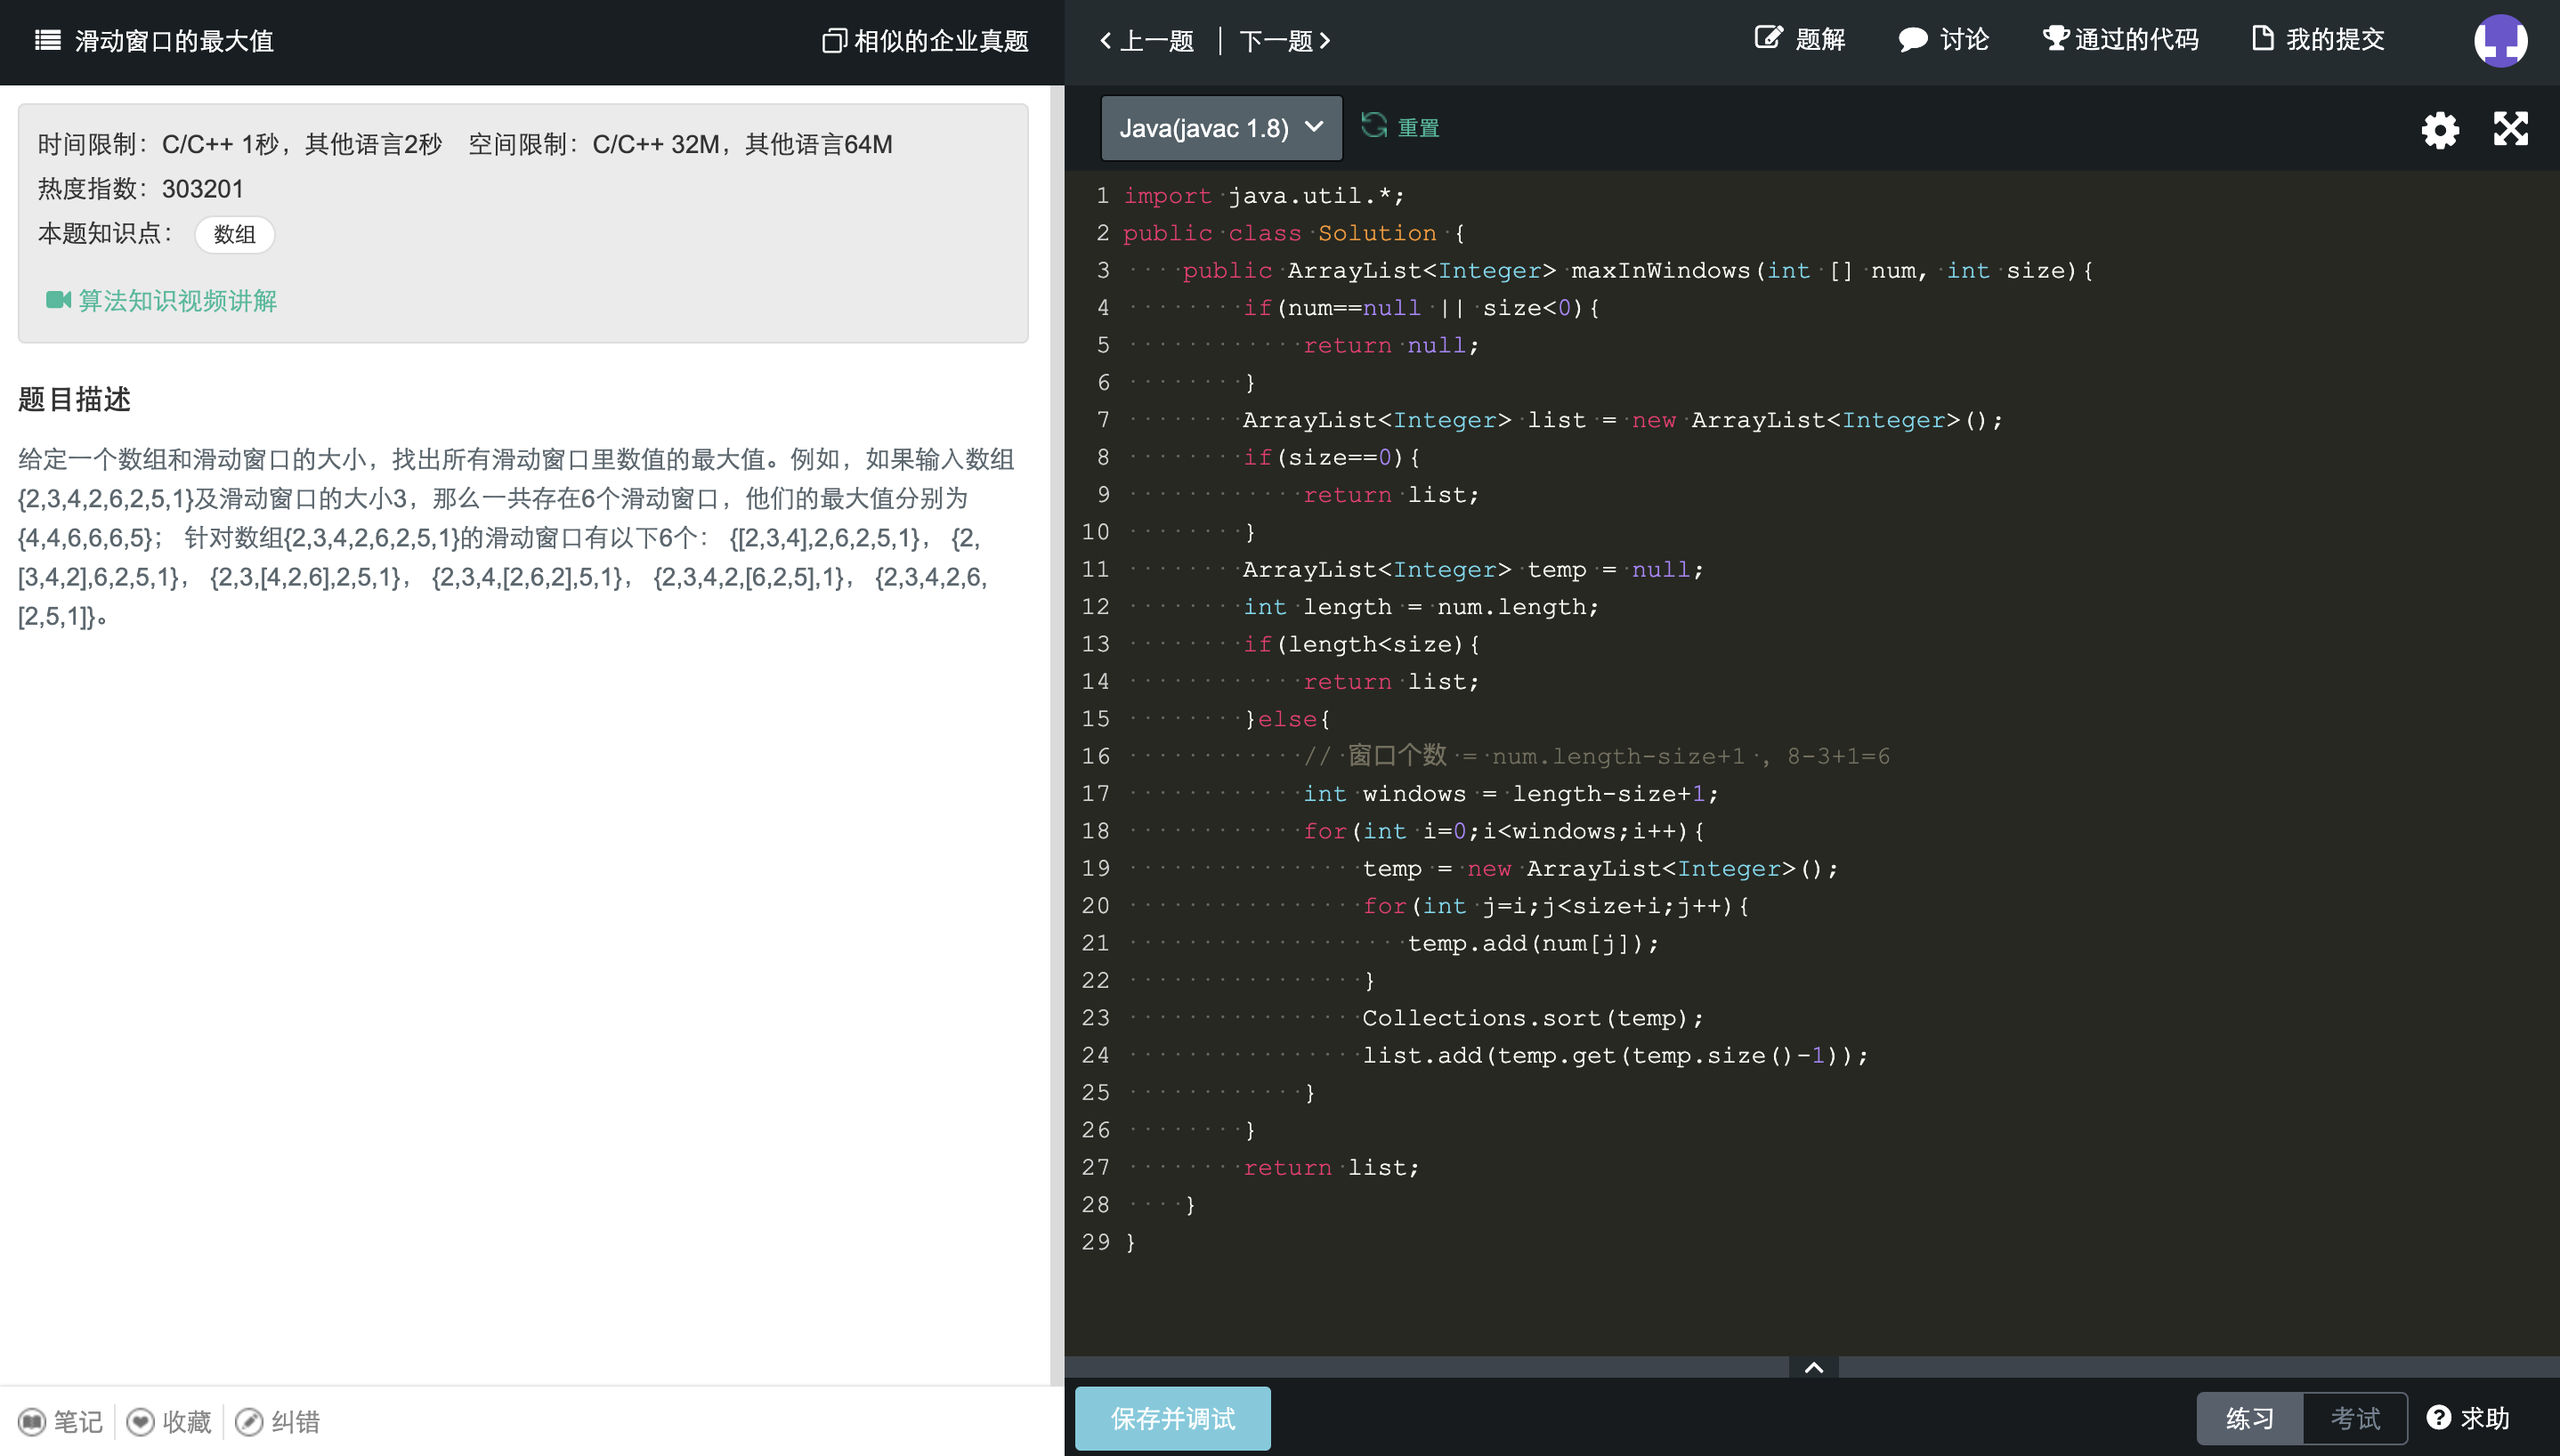 滑动窗口的最大值
相似的企业真题
上一题 下一题
题解 讨论 通过的代码 我的提交
时间限制：C/C++ 1秒，其他语言2秒 空间限制：C/C++ 32M，其他语言64M
热度指数：303201
本题知识点： 数组
算法知识视频讲解
题目描述
给定一个数组和滑动窗口的大小，找出所有滑动窗口里数值的最大值。例如，如果输入数组
{2,3,4,2,6,2,5,1}及滑动窗口的大小3，那么一共存在6个滑动窗口，他们的最大值分别为
{4,4,6,6,6,5}； 针对数组{2,3,4,2,6,2,5,1}的滑动窗口有以下6个： {[2,3,4],2,6,2,5,1}， {2,
[3,4,2],6,2,5,1}， {2,3,[4,2,6],2,5,1}， {2,3,4,[2,6,2],5,1}， {2,3,4,2,[6,2,5],1}， {2,3,4,2,6,
[2,5,1]}。
笔记 收藏 纠错
Java(javac 1.8) 重置
1 import java.util.*;
2 public class Solution {
3     public ArrayList<Integer> maxInWindows(int [] num, int size){
4         if(num==null || size<0){
5             return null;
6         }
7         ArrayList<Integer> list = new ArrayList<Integer>();
8         if(size==0){
9             return list;
10         }
11         ArrayList<Integer> temp = null;
12         int length = num.length;
13         if(length<size){
14             return list;
15         }else{
16             // 窗口个数 = num.length-size+1 , 8-3+1=6
17             int windows = length-size+1;
18             for(int i=0;i<windows;i++){
19                 temp = new ArrayList<Integer>();
20                 for(int j=i;j<size+i;j++){
21                    temp.add(num[j]);
22                 }
23                 Collections.sort(temp);
24                 list.add(temp.get(temp.size()-1));
25             }
26         }
27         return list;
28     }
29 }
保存并调试
练习 考试 求助